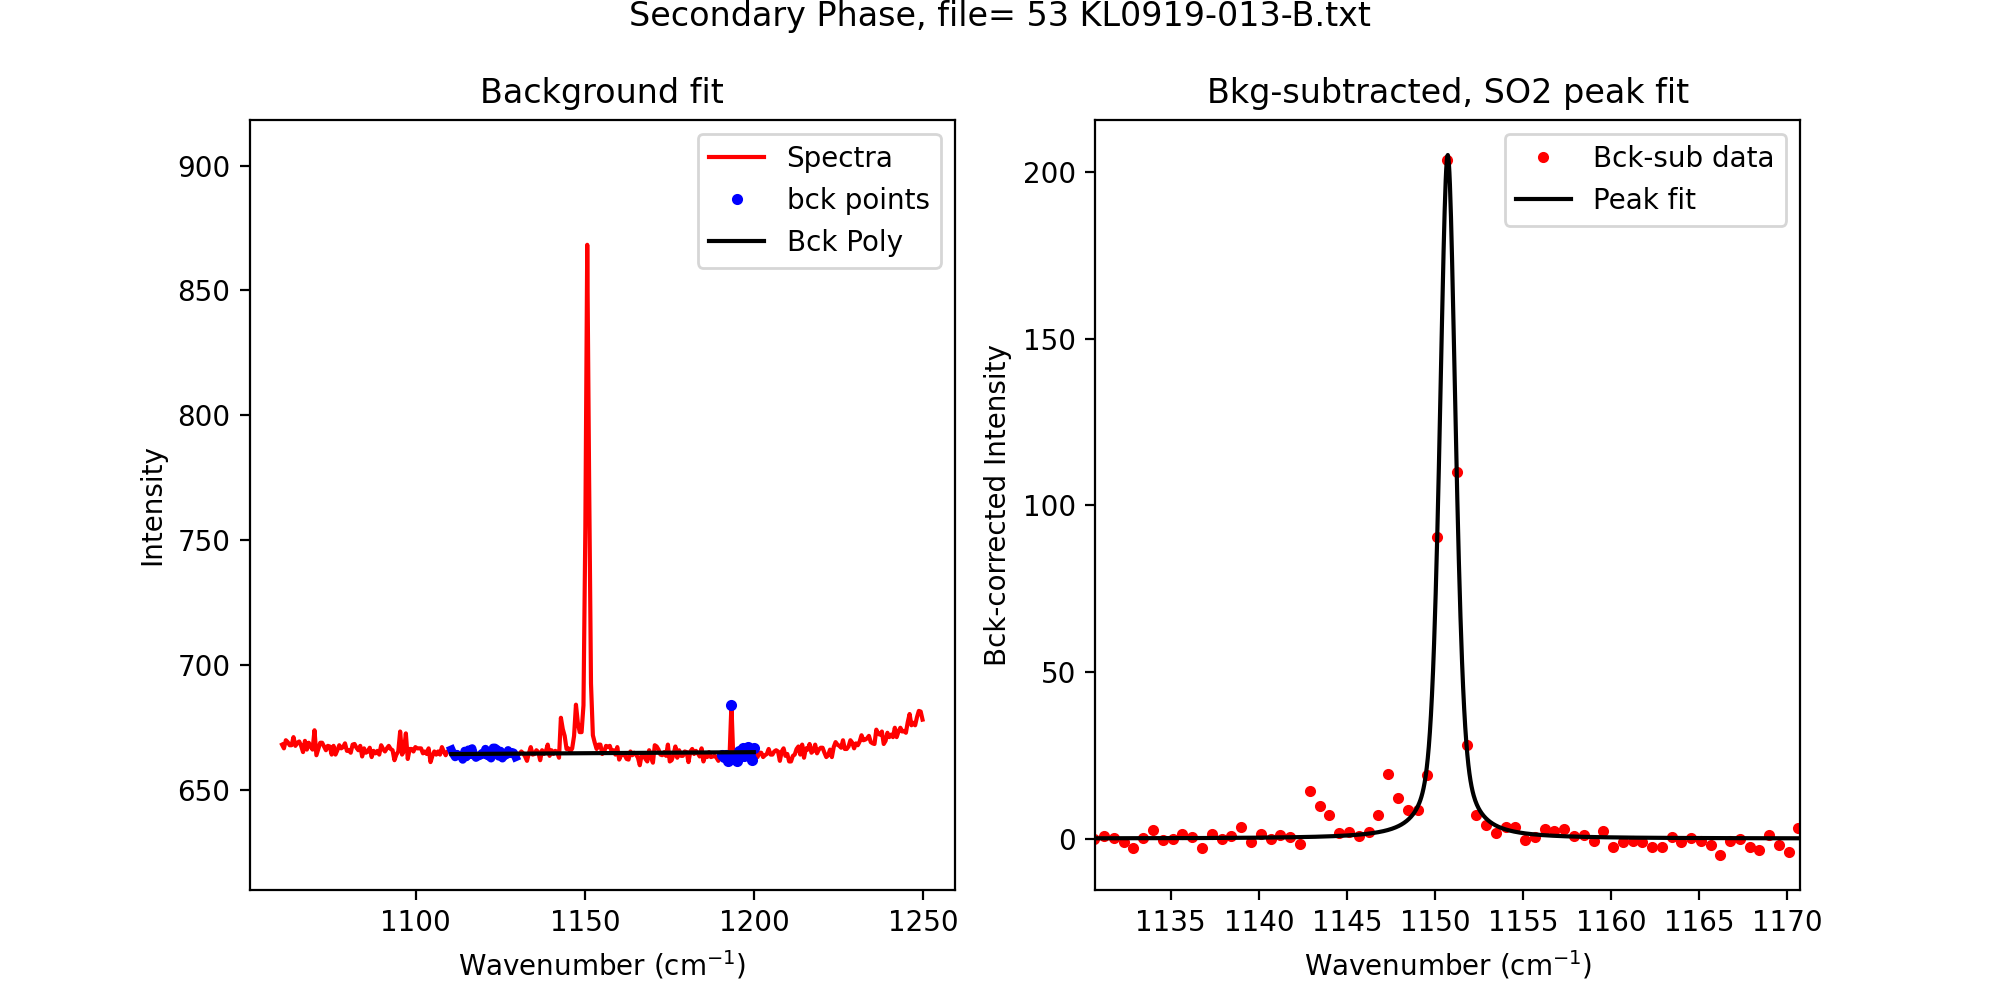 Secondary Phase, file= 53 KL0919-013-B.txt
Background fit
Spectra
bck points
Bck Poly
900
850
800
750
700
650
Intensity
1100 1150 1200 1250
Wavenumber (cm⁻¹)
Bkg-subtracted, SO2 peak fit
Bck-sub data
Peak fit
200
150
100
50
0
Bck-corrected Intensity
1135 1140 1145 1150 1155 1160 1165 1170
Wavenumber (cm⁻¹)